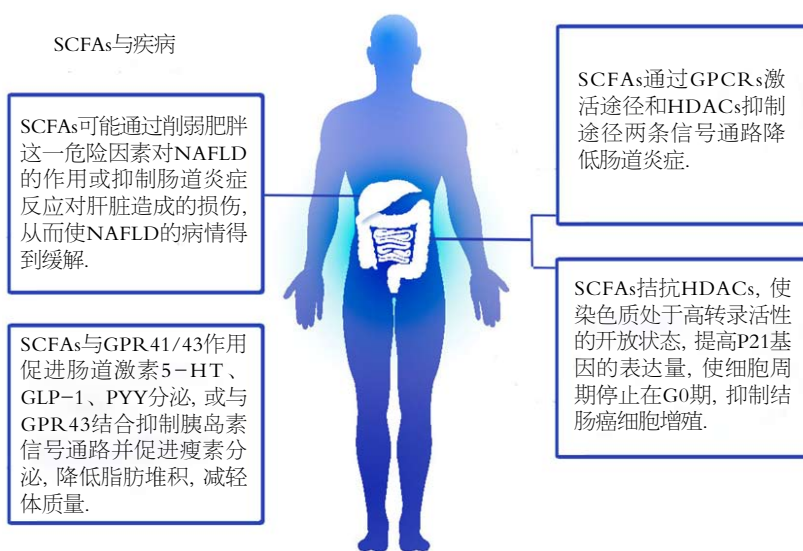 SCFAs与疾病
SCFAs可能通过削弱肥胖
这一危险因素对NAFLD
的作用或抑制肠道炎症
反应对肝脏造成的损伤,
从而使NAFLD的病情得
到缓解.
SCFAs与GPR41/43作用
促进肠道激素5-HT、
GLP-1、PYY分泌, 或与
GPR43结合抑制胰岛素
信号通路并促进瘦素分
泌, 降低脂肪堆积, 减轻
体质量.
SCFAs通过GPCRs激
活途径和HDACs抑制
途径两条信号通路降
低肠道炎症.
SCFAs拮抗HDACs, 使
染色质处于高转录活性
的开放状态, 提高P21基
因的表达量, 使细胞周
期停止在G0期, 抑制结
肠癌细胞增殖.